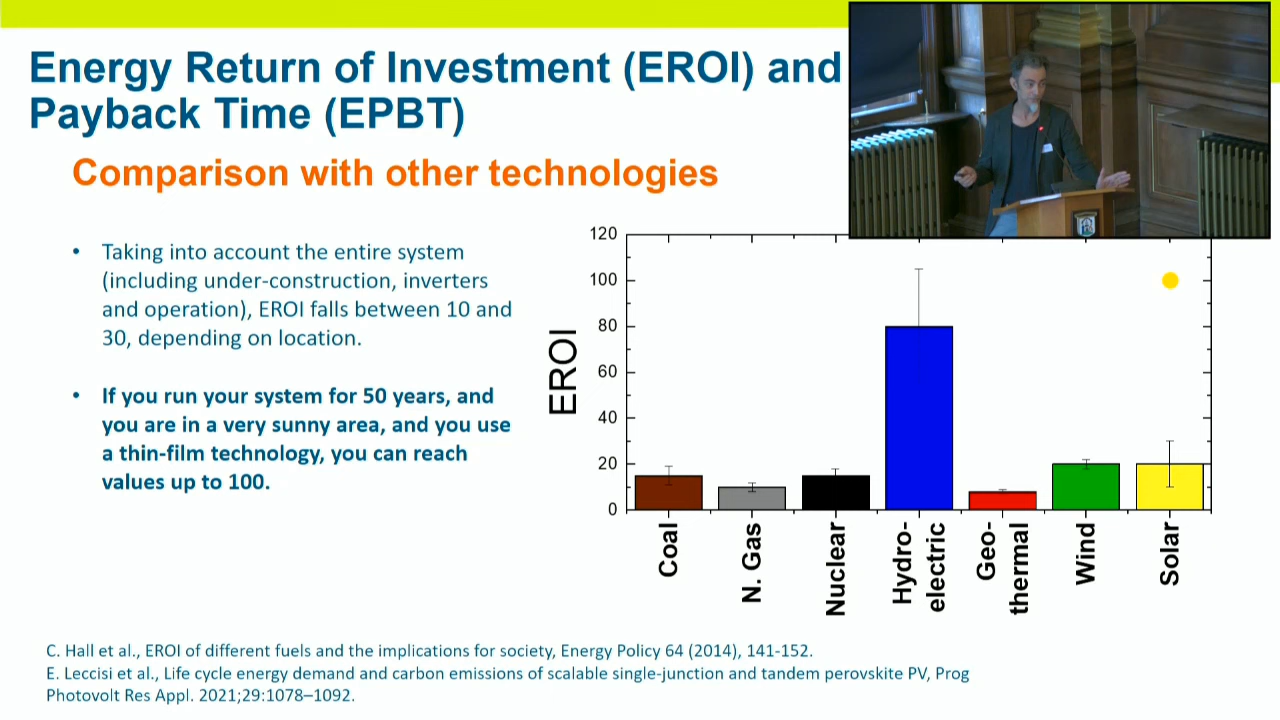 Energy Return of Investment (EROI) and
Payback Time (EPBT)
Comparison with other technologies
• Taking into account the entire system
(including under-construction, inverters
and operation), EROI falls between 10 and
30, depending on location.
• If you run your system for 50 years, and
you are in a very sunny area, and you use
a thin-film technology, you can reach
values up to 100.
EROI
120
100
80
60
40
20
0
Coal
N. Gas
Nuclear
Hydro-
electric
Geo-
thermal
Wind
Solar
C. Hall et al., EROI of different fuels and the implications for society, Energy Policy 64 (2014), 141-152.
E. Leccisi et al., Life cycle energy demand and carbon emissions of scalable single-junction and tandem perovskite PV, Prog
Photovolt Res Appl. 2021;29:1078–1092.